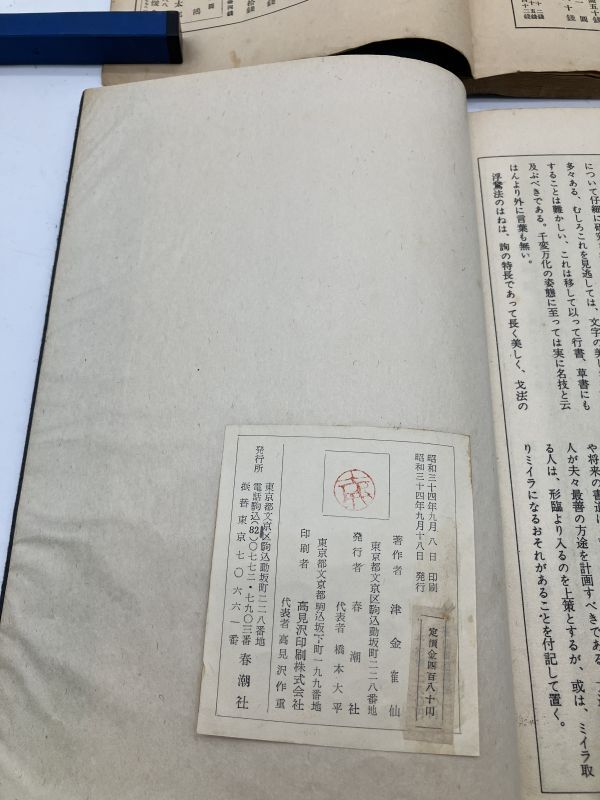 について仔細に研究
多々ある、むしろこれを見逃しては、文字の美し
することは難かしい、これは移して以って行書、草書にも
及ぶべきである。千変万化の姿態に至っては実に名技と云
はんより外に言葉も無い。
浮鵞法のはねは、詢の特長であって長く美しく、戈法の
や将来の書道に
人が夫々最善の方途を計画すべきである。
る人は、形臨より入るのを上策とするが、或は、ミイラ取
りミイラになるおそれがあることを付記して置く。
昭和三十四年九月八日 印刷
昭和三十四年九月十八日 発行
定價金四百八十円
著作者 津金寉仙
東京都文京区駒込動坂町二二八番地
発行者 春潮社
代表者 橋本大平
東京都文京都駒込坂下町一九九番地
印刷者 高見沢印刷株式会社
代表者 高見沢作重
東京都文京区駒込動坂町二二八番地
発行所 電話駒込(82)〇七七二・七九〇三番 春潮社
振替東京七〇六六一番